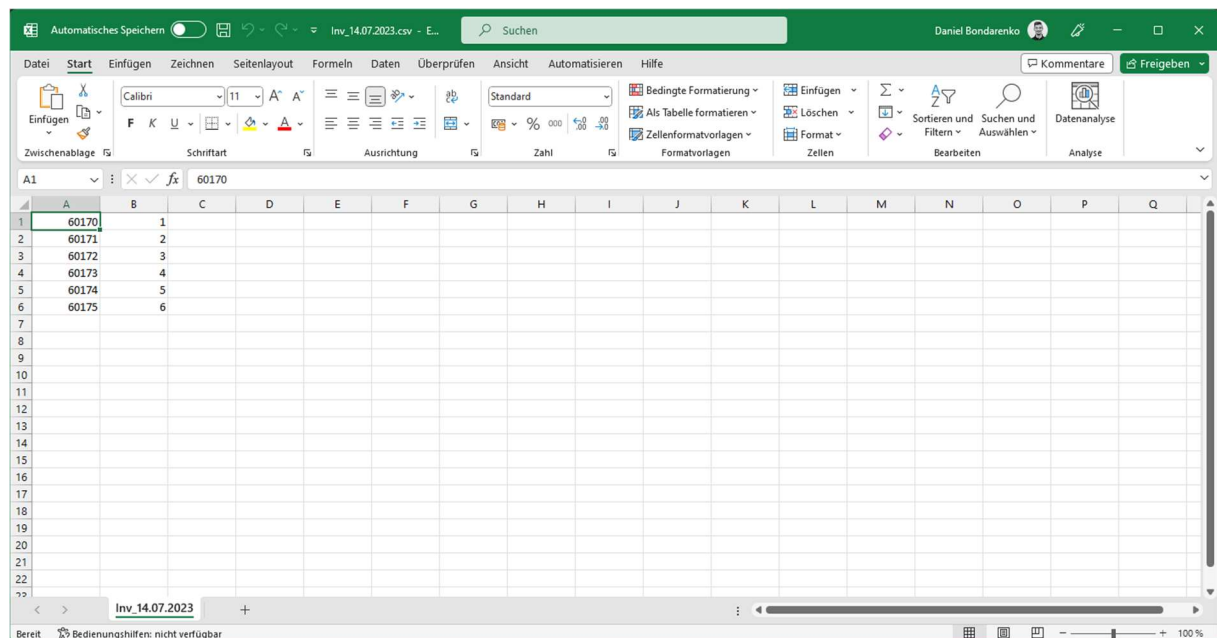 Automatisches Speichern Inv_14.07.2023.csv - E... Suchen Daniel Bondarenko
Datei Start Einfügen Zeichnen Seitenlayout Formeln Daten Überprüfen Ansicht Automatisieren Hilfe Kommentare Freigeben
Einfügen
Calibri 11 A A Standard
F K U A % 000
Bedingte Formatierung
Als Tabelle formatieren
Zellenformatvorlagen
Einfügen
Löschen
Format
Sortieren und Filtern
Suchen und Auswählen
Datenanalyse
Zwischenablage Schriftart Ausrichtung Zahl Formatvorlagen Zellen Bearbeiten Analyse
A1 fx 60170
A B C D E F G H I J K L M N O P Q
1 60170 1
2 60171 2
3 60172 3
4 60173 4
5 60174 5
6 60175 6
7
8
9
10
11
12
13
14
15
16
17
18
19
20
21
22
23
Inv_14.07.2023
Bereit Bedienungshilfen: nicht verfügbar 100 %